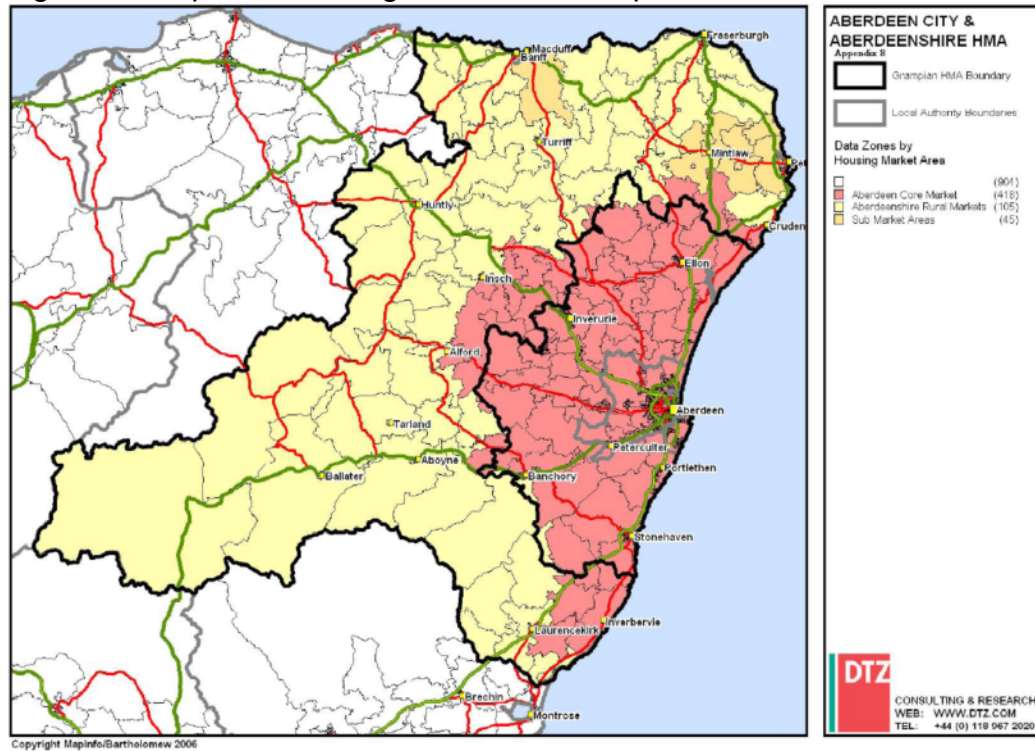 ABERDEEN CITY &
ABERDEENSHIRE HMA
Appendix 8
Grampian HMA Boundary
Local Authority Boundaries
Data Zones by
Housing Market Area
(901)
Aberdeen Core Market (418)
Aberdeenshire Rural Markets (105)
Sub Market Areas (45)
Fraserburgh
Macduff
Banff
Turriff
Mintlaw
Pet
Huntly
Cruden
Ellon
Insch
Inverurie
Alford
Aberdeen
Tarland
Peterculter
Aboyne
Portlethen
Ballater
Banchory
Stonehaven
Inverbervie
Laurencekirk
Brechin
Montrose
DTZ
CONSULTING & RESEARCH
WEB: WWW.DTZ.COM
TEL: +44 (0) 118 967 2020
Copyright MapInfo/Bartholomew 2006